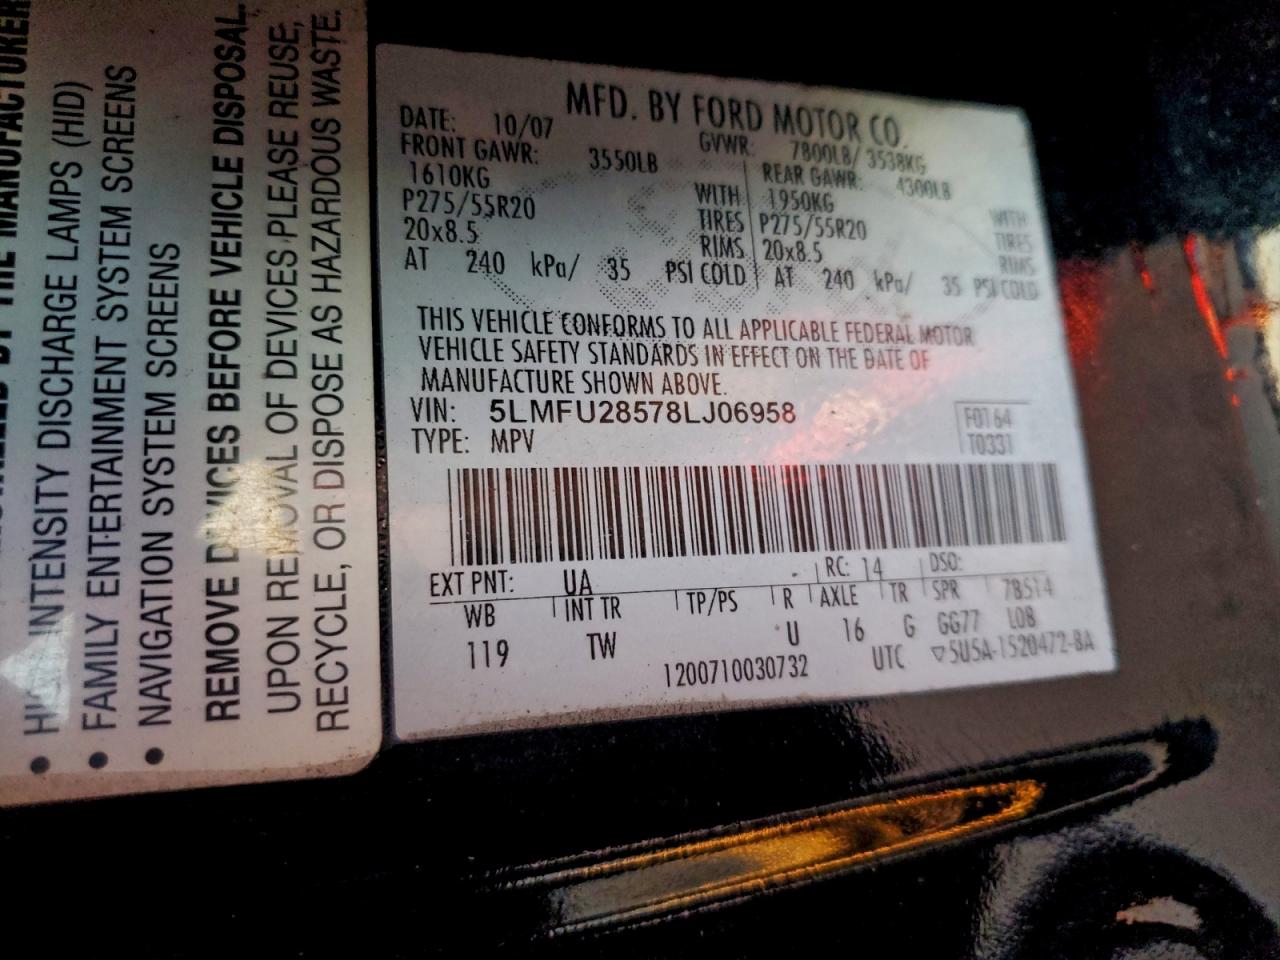 MFD. BY FORD MOTOR CO.
DATE: 10/07 GVWR: 7800LB/ 3538KG
FRONT GAWR: 3550LB REAR GAWR: 4300LB
1610KG WITH 1950KG WITH
P275/55R20 TIRES P275/55R20 TIRES
20x8.5 RIMS 20x8.5 RIMS
AT 240 kPa/ 35 PSI COLD AT 240 kPa/ 35 PSI COLD
THIS VEHICLE CONFORMS TO ALL APPLICABLE FEDERAL MOTOR
VEHICLE SAFETY STANDARDS IN EFFECT ON THE DATE OF
MANUFACTURE SHOWN ABOVE.
VIN: 5LMFU28578LJ06958
TYPE: MPV
F0164
T0331
EXT PNT: UA RC: 14 DSO:
WB INT TR TP/PS R AXLE TR SPR 78514
119 TW U 16 G GG77 L08
1200710030732 UTC ▽5U5A-1520472-BA
BY THE MANUFACTURER
• INTENSITY DISCHARGE LAMPS (HID)
• FAMILY ENTERTAINMENT SYSTEM SCREENS
• NAVIGATION SYSTEM SCREENS
REMOVE DEVICES BEFORE VEHICLE DISPOSAL.
UPON REMOVAL OF DEVICES PLEASE REUSE,
RECYCLE, OR DISPOSE AS HAZARDOUS WASTE.